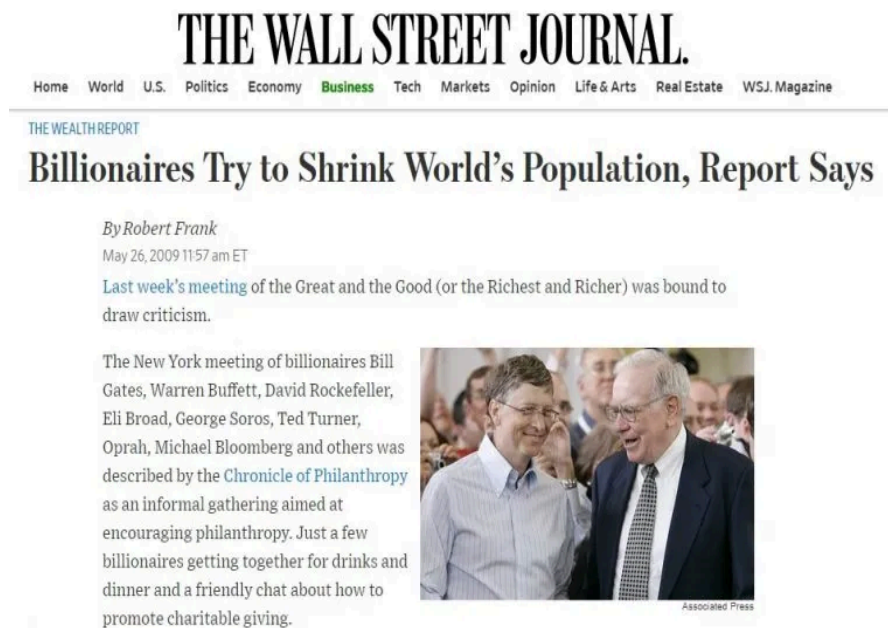 THE WALL STREET JOURNAL.
Home World U.S. Politics Economy Business Tech Markets Opinion Life & Arts Real Estate WSJ. Magazine
THE WEALTH REPORT
Billionaires Try to Shrink World's Population, Report Says
By Robert Frank
May 26, 2009 11:57 am ET
Last week's meeting of the Great and the Good (or the Richest and Richer) was bound to
draw criticism.
The New York meeting of billionaires Bill
Gates, Warren Buffett, David Rockefeller,
Eli Broad, George Soros, Ted Turner,
Oprah, Michael Bloomberg and others was
described by the Chronicle of Philanthropy
as an informal gathering aimed at
encouraging philanthropy. Just a few
billionaires getting together for drinks and
dinner and a friendly chat about how to
promote charitable giving.
Associated Press